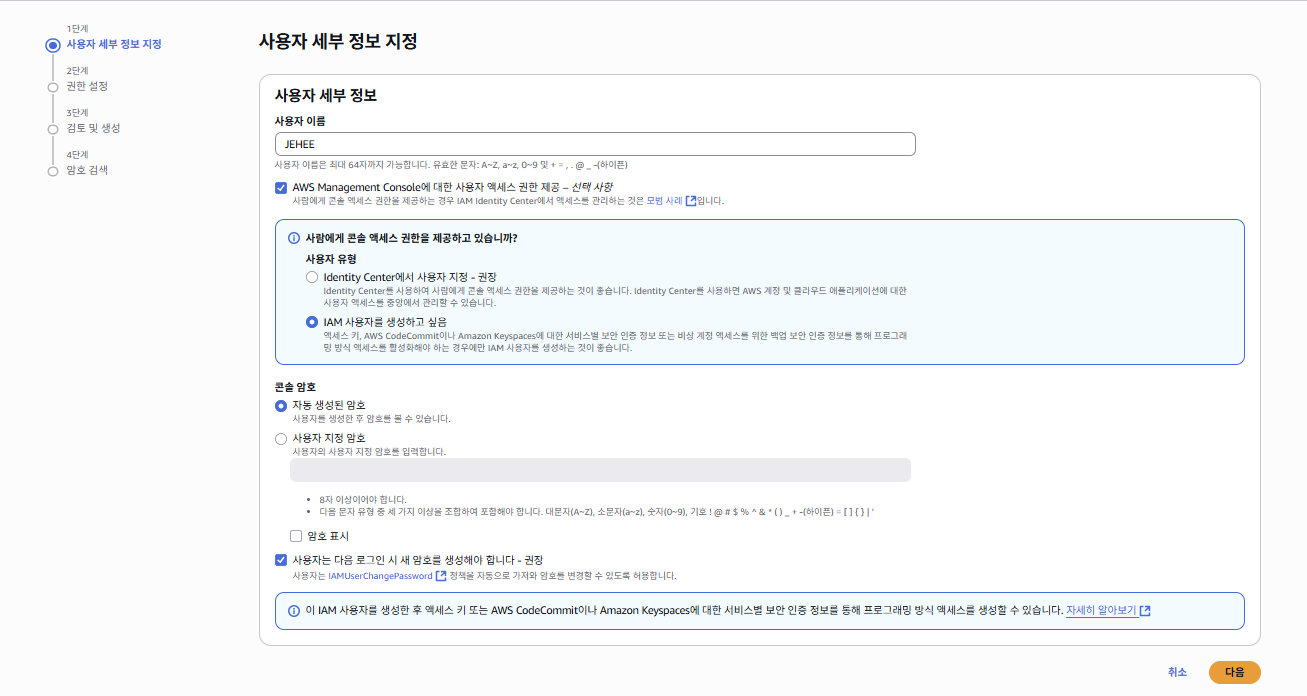 1단계
사용자 세부 정보 지정
2단계
권한 설정
3단계
검토 및 생성
4단계
암호 검색
사용자 세부 정보 지정
사용자 세부 정보
사용자 이름
JEHEE
사용자 이름은 최대 64자까지 가능합니다. 유효한 문자: A~Z, a~z, 0~9 및 + = , . @ _ -(하이픈)
AWS Management Console에 대한 사용자 액세스 권한 제공 – 선택 사항
사람에게 콘솔 액세스 권한을 제공하는 경우 IAM Identity Center에서 액세스를 관리하는 것은 모범 사례입니다.
사람에게 콘솔 액세스 권한을 제공하고 있습니까?
사용자 유형
Identity Center에서 사용자 지정 - 권장
Identity Center를 사용하여 사람에게 콘솔 액세스 권한을 제공하는 것이 좋습니다. Identity Center를 사용하면 AWS 계정 및 클라우드 애플리케이션에 대한
사용자 액세스를 중앙에서 관리할 수 있습니다.
IAM 사용자를 생성하고 싶음
액세스 키, AWS CodeCommit이나 Amazon Keyspaces에 대한 서비스별 보안 인증 정보 또는 비상 계정 액세스를 위한 백업 보안 인증 정보를 통해 프로그래
밍 방식 액세스를 활성화해야 하는 경우에만 IAM 사용자를 생성하는 것이 좋습니다.
콘솔 암호
자동 생성된 암호
사용자를 생성한 후 암호를 볼 수 있습니다.
사용자 지정 암호
사용자의 사용자 지정 암호를 입력합니다.
• 8자 이상이어야 합니다.
• 다음 문자 유형 중 세 가지 이상을 조합하여 포함해야 합니다. 대문자(A~Z), 소문자(a~z), 숫자(0~9), 기호 ! @ # $ % ^ & * ( ) _ + -(하이픈) = [ ] { } | '
암호 표시
사용자는 다음 로그인 시 새 암호를 생성해야 합니다 - 권장
사용자는 IAMUserChangePassword 정책을 자동으로 가져와 암호를 변경할 수 있도록 허용합니다.
이 IAM 사용자를 생성한 후 액세스 키 또는 AWS CodeCommit이나 Amazon Keyspaces에 대한 서비스별 보안 인증 정보를 통해 프로그래밍 방식 액세스를 생성할 수 있습니다. 자세히 알아보기
취소
다음